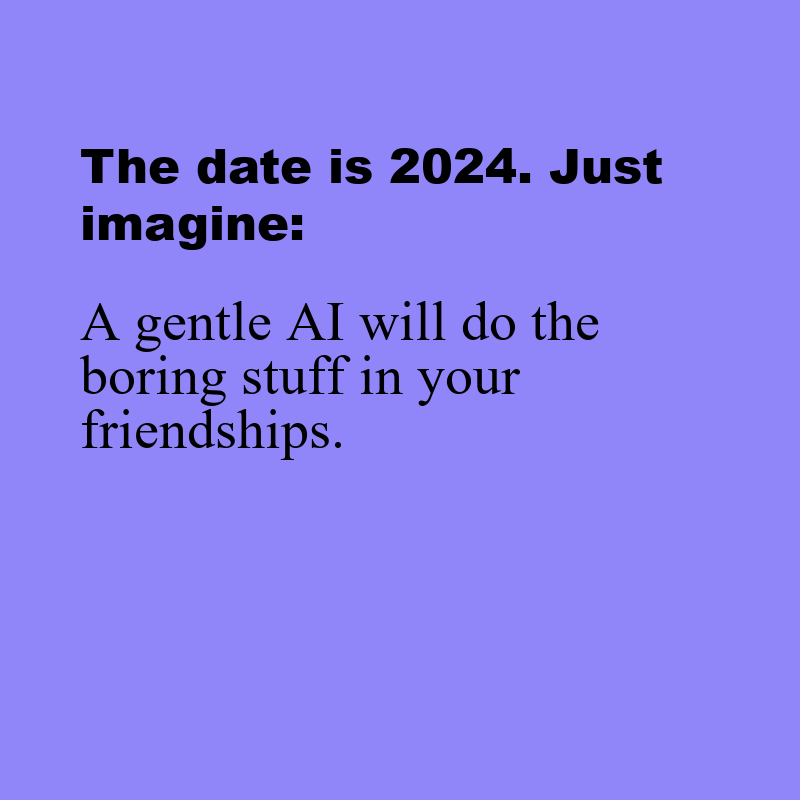 The date is 2024. Just
imagine:
A gentle AI will do the
boring stuff in your
friendships.